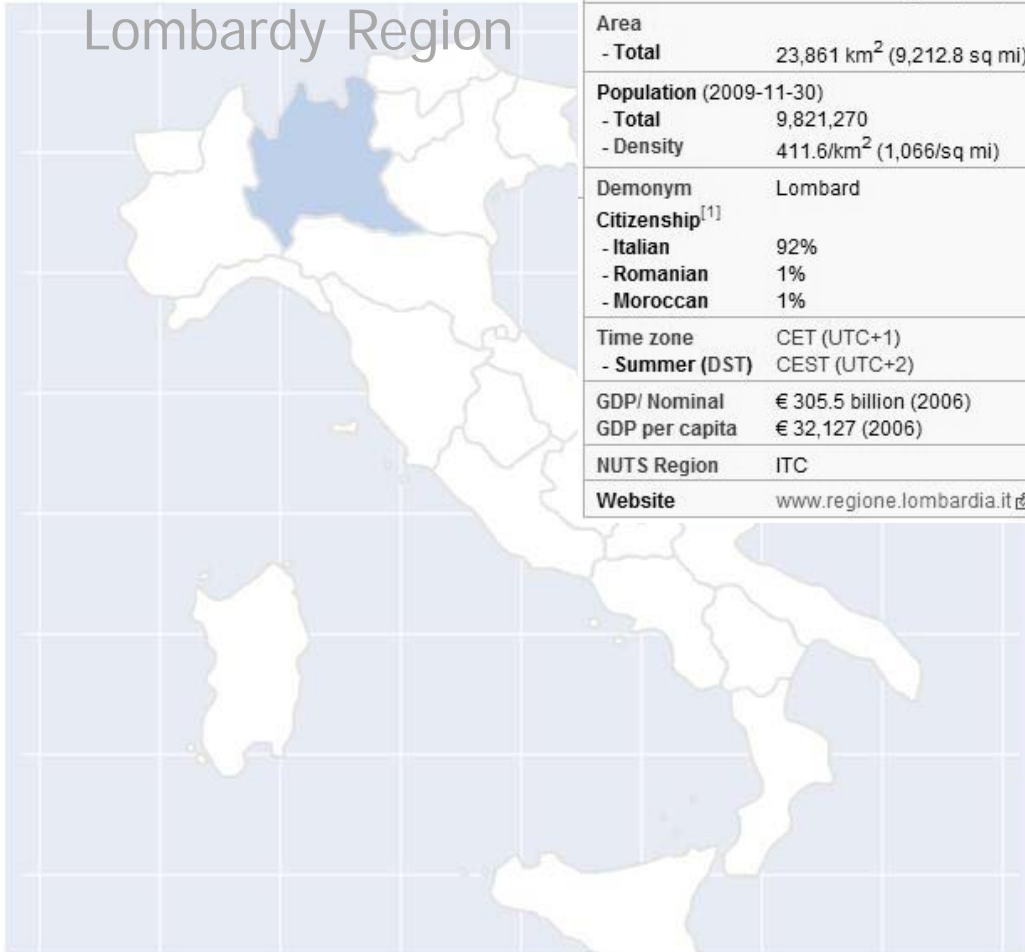 Lombardy Region
Area
- Total 23,861 km² (9,212.8 sq mi)
Population (2009-11-30)
- Total 9,821,270
- Density 411.6/km² (1,066/sq mi)
Demonym Lombard
Citizenship[1]
- Italian 92%
- Romanian 1%
- Moroccan 1%
Time zone CET (UTC+1)
- Summer (DST) CEST (UTC+2)
GDP/ Nominal € 305.5 billion (2006)
GDP per capita € 32,127 (2006)
NUTS Region ITC
Website www.regione.lombardia.it